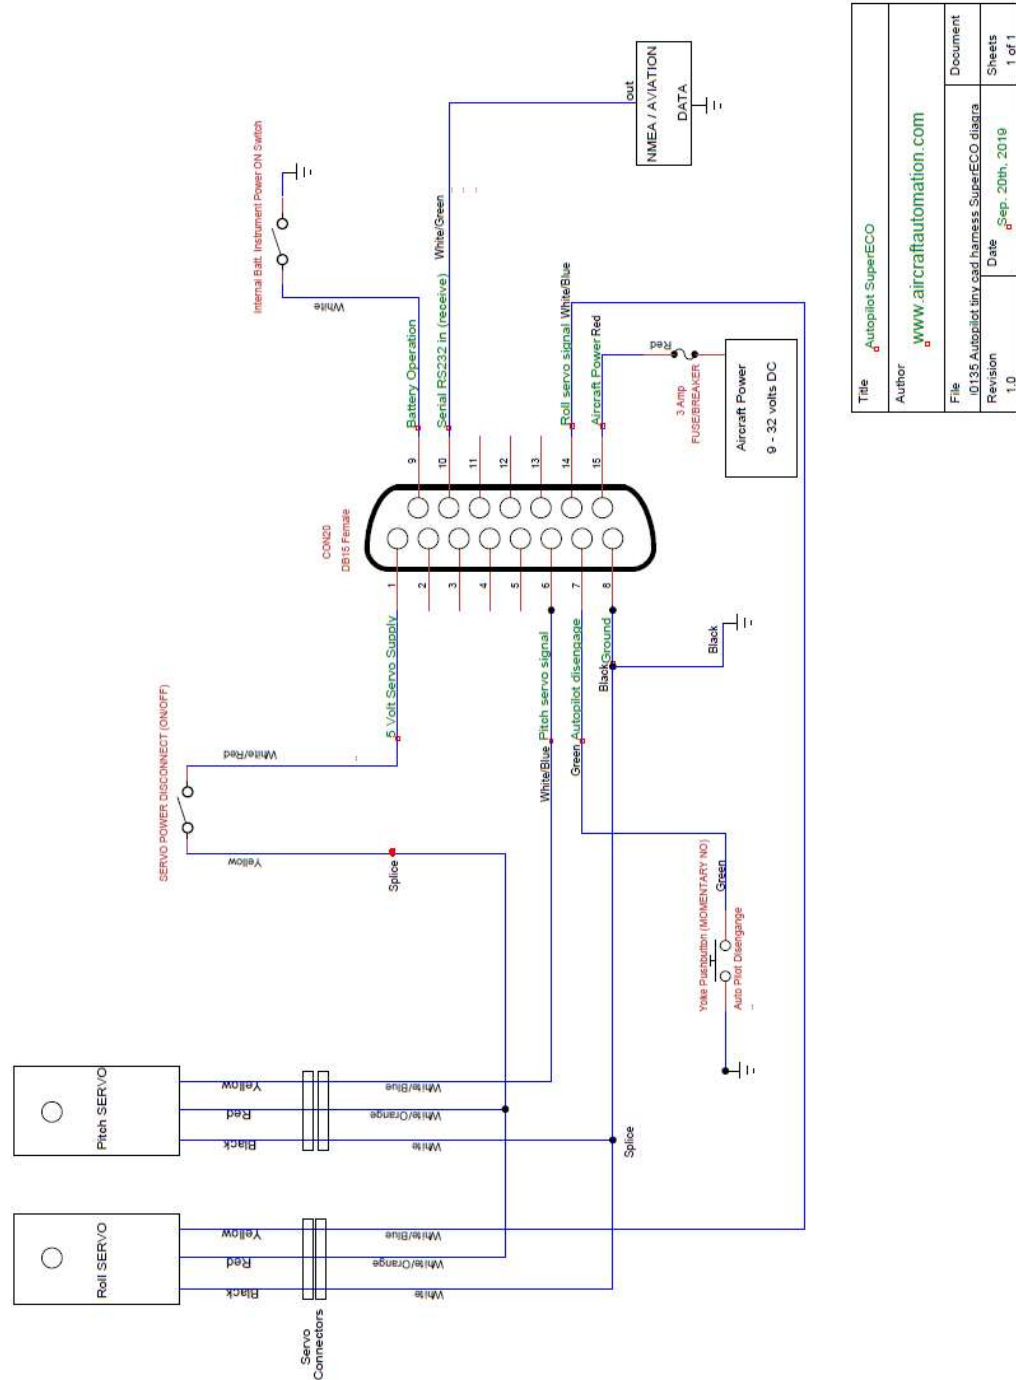 Internal Batt. Instrument Power ON Switch
White
Battery Operation
Serial RS232 in (receive)
White/Green
out
NMEA / AVIATION
DATA
Roll servo signal
White/Blue
Aircraft Power
Red
Red
3 Amp
FUSE/BREAKER
Aircraft Power
9 - 32 volts DC
CON20
DB15 Female
9
10
11
12
13
14
15
1
2
3
4
5
6
7
8
5 Volt Servo Supply
Pitch servo signal
Autopilot disengage
Ground
Black
Black
White/Blue
Green
SERVO POWER DISCONNECT (ON/OFF)
White/Red
Yellow
Splice
Yoke Pushbutton (MOMENTARY NO)
Green
Auto Pilot Disengange
Pitch SERVO
Yellow
Red
Black
White/Blue
White/Orange
White
Splice
Roll SERVO
Yellow
Red
Black
White/Blue
White/Orange
White
Servo
Connectors
Title
Autopilot SuperECO
Author
www.aircraftautomation.com
File
I0135 Autopilot tiny cad harness SuperECO diagra
Document
Revision
1.0
Date
Sep. 20th, 2019
Sheets
1 of 1